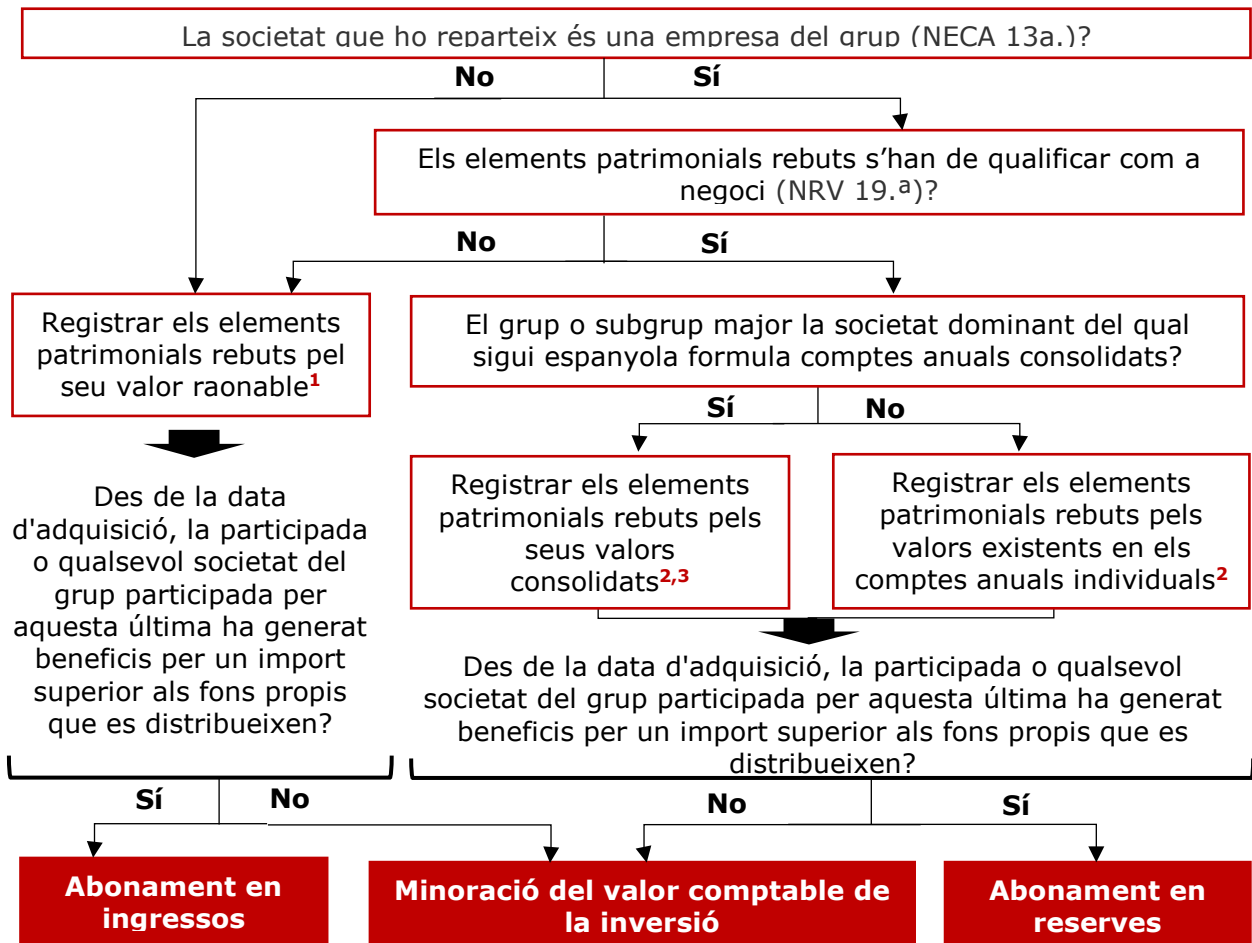 La societat que ho reparteix és una empresa del grup (NECA 13a.)?
No
Sí
Els elements patrimonials rebuts s’han de qualificar com a
negoci (NRV 19.ª)?
No
Sí
Registrar els elements
patrimonials rebuts pel
seu valor raonable1
El grup o subgrup major la societat dominant del qual
sigui espanyola formula comptes anuals consolidats?
Sí
No
Registrar els elements
patrimonials rebuts pels
seus valors
consolidats2,3
Registrar els elements
patrimonials rebuts pels
valors existents en els
comptes anuals individuals2
Des de la data
d'adquisició, la participada
o qualsevol societat del
grup participada per
aquesta última ha generat
beneficis per un import
superior als fons propis
que es distribueixen?
Des de la data d'adquisició, la participada o qualsevol
societat del grup participada per aquesta última ha generat
beneficis per un import superior als fons propis que es
distribueixen?
Sí
No
No
Sí
Abonament en
ingressos
Minoració del valor comptable de
la inversió
Abonament en
reserves